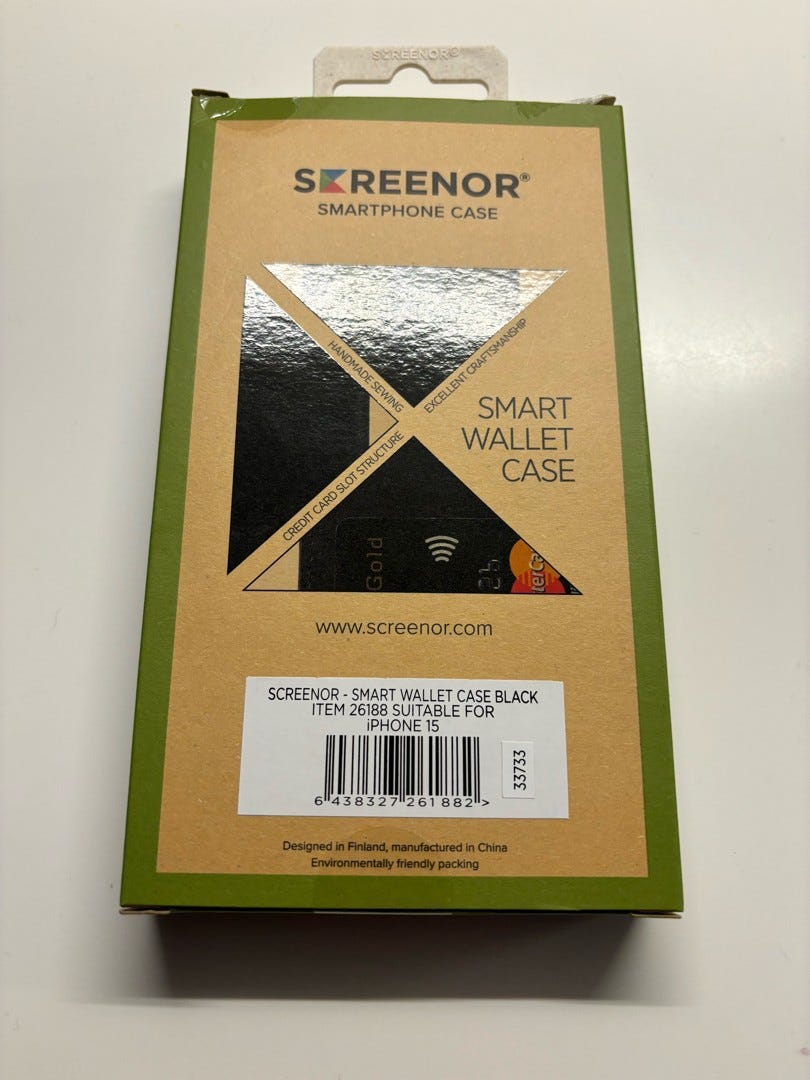 SCREENOR®
SCREENOR®
SMARTPHONE CASE
HANDMADE SEWING
EXCELLENT CRAFTSMANSHIP
CREDIT CARD SLOT STRUCTURE
SMART
WALLET
CASE
Gold
www.screenor.com
SCREENOR - SMART WALLET CASE BLACK
ITEM 26188 SUITABLE FOR
iPHONE 15
33733
6 438327 261882 >
Designed in Finland, manufactured in China
Environmentally friendly packing